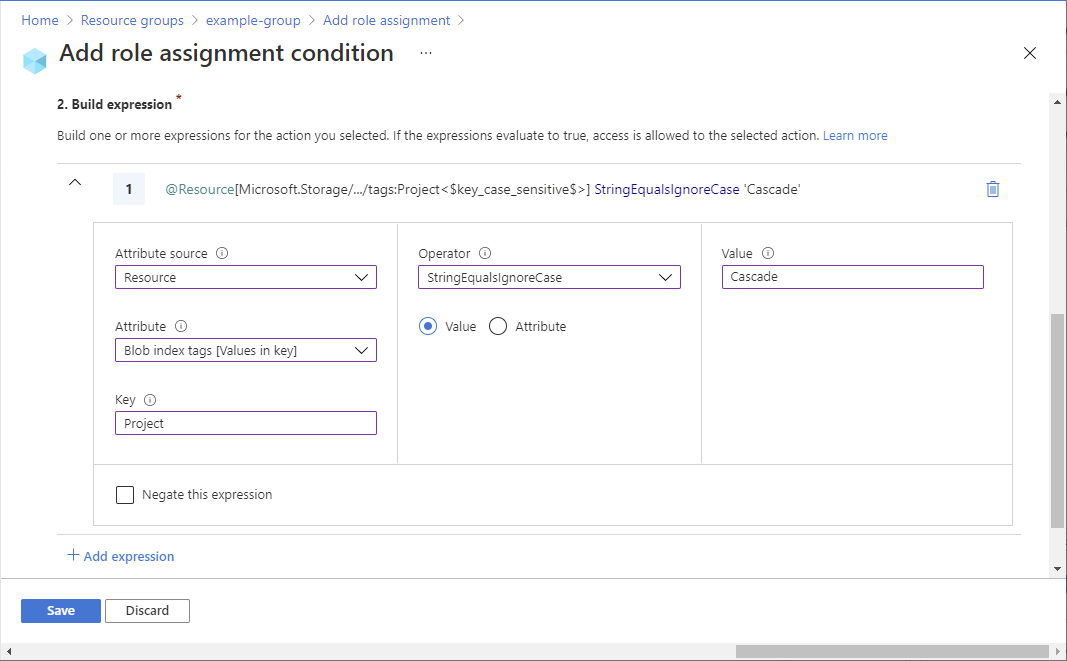 Home > Resource groups > example-group > Add role assignment >
Add role assignment condition ...
2. Build expression *
Build one or more expressions for the action you selected. If the expressions evaluate to true, access is allowed to the selected action. Learn more
1 @Resource[Microsoft.Storage/.../tags:Project<$key_case_sensitive$>] StringEqualsIgnoreCase 'Cascade'
Attribute source
Resource
Attribute
Blob index tags [Values in key]
Key
Project
Operator
StringEqualsIgnoreCase
Value Attribute
Value
Cascade
Negate this expression
+ Add expression
Save Discard